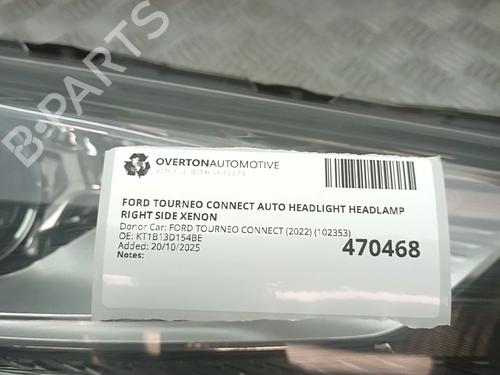 B-PARTS
OVERTONAUTOMOTIVE
FORD TOURNEO CONNECT AUTO HEADLIGHT HEADLAMP
RIGHT SIDE XENON
Donor Car: FORD TOURNEO CONNECT (2022) (102353)
OE: KT1B13D154BE
Added: 20/10/2025
Notes:
470468